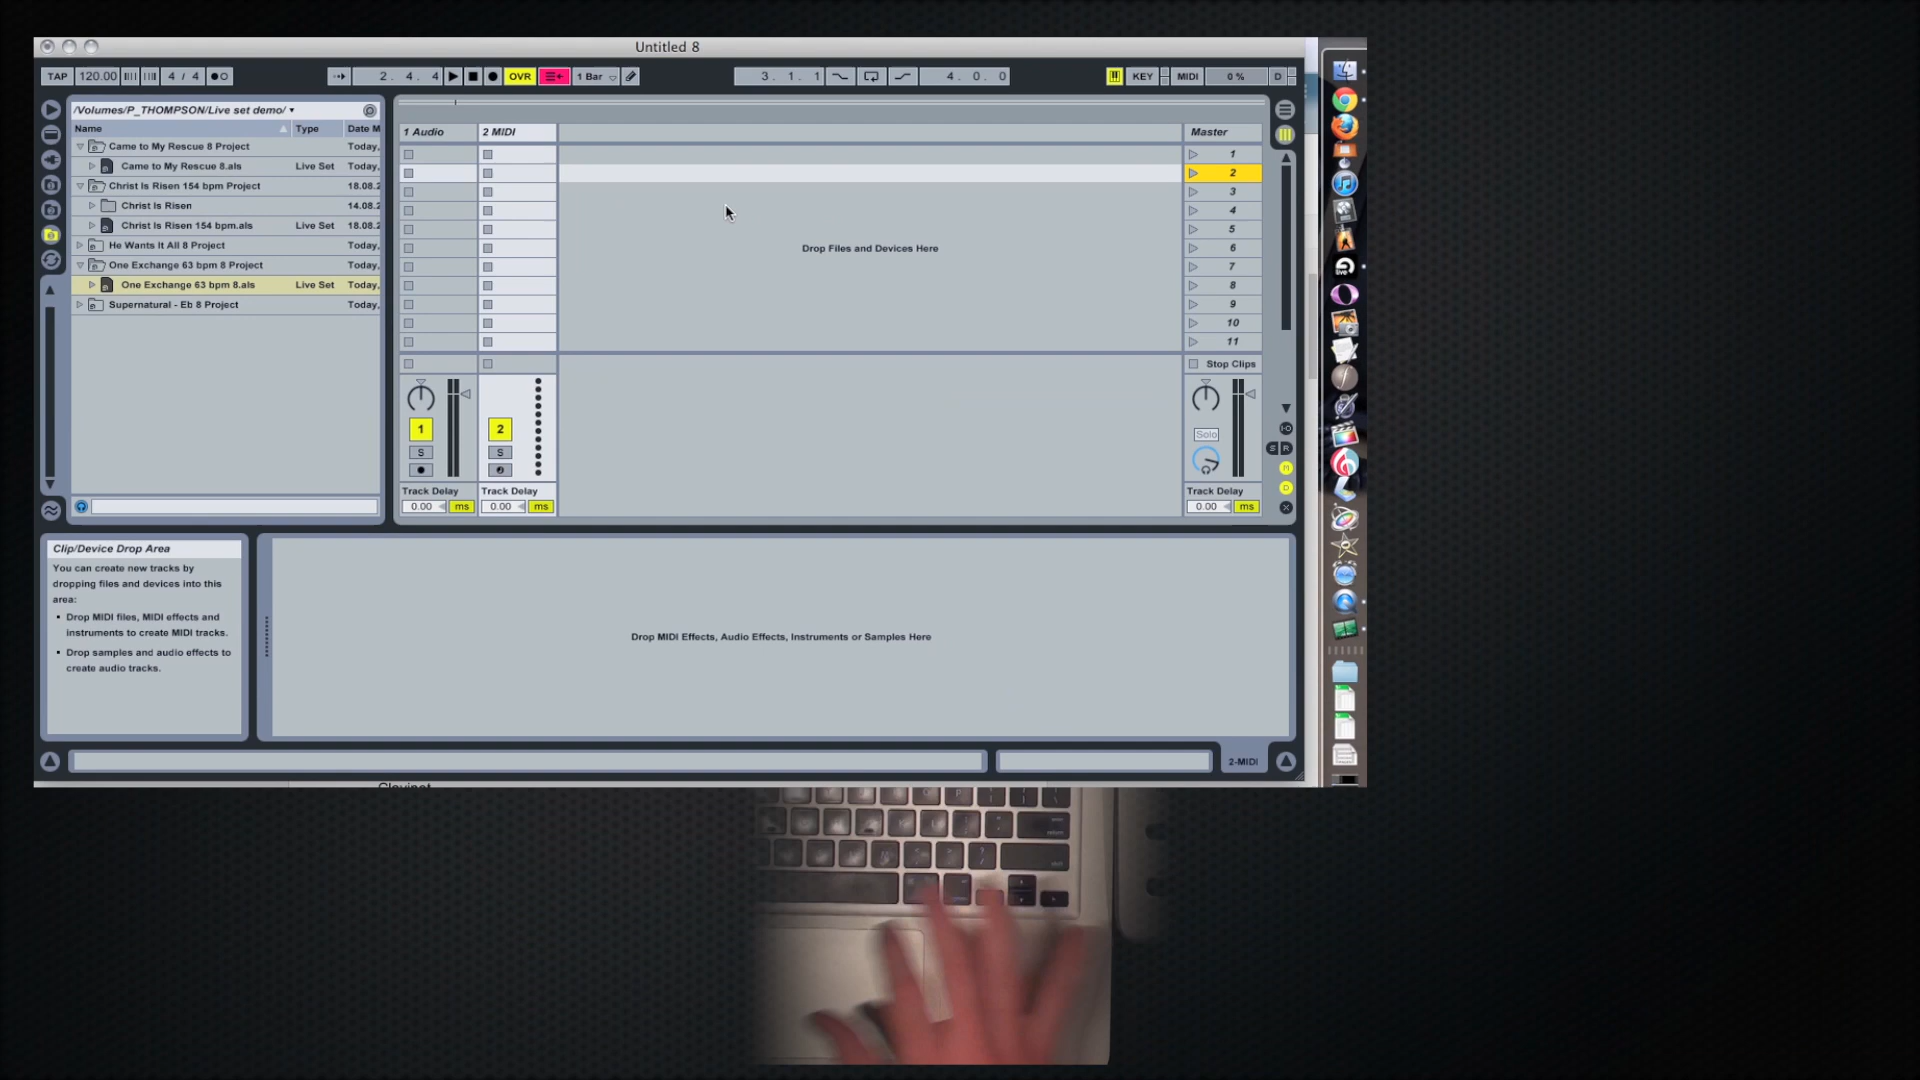 Untitled 8
TAP 120.00 4 / 4 2 . 4 . 4 OVR 1 Bar 3 . 1 . 1 4 . 0 . 0 KEY MIDI 0 % D
/Volumes/P_THOMPSON/Live set demo/
Name Type Date M
Came to My Rescue 8 Project Today,
Came to My Rescue 8.als Live Set Today,
Christ Is Risen 154 bpm Project 18.08.2
Christ Is Risen 14.08.2
Christ Is Risen 154 bpm.als Live Set 18.08.2
He Wants It All 8 Project Today,
One Exchange 63 bpm 8 Project Today,
One Exchange 63 bpm 8.als Live Set Today,
Supernatural - Eb 8 Project Today,
1 Audio 2 MIDI Master
1
2
3
4
5
6
7
8
9
10
11
Drop Files and Devices Here
Stop Clips
1 2 Solo
S S
S R
Track Delay Track Delay Track Delay
0.00 ms 0.00 ms 0.00 ms
Clip/Device Drop Area
You can create new tracks by
dropping files and devices into this
area:
Drop MIDI files, MIDI effects and
instruments to create MIDI tracks.
Drop samples and audio effects to
create audio tracks.
Drop MIDI Effects, Audio Effects, Instruments or Samples Here
2-MIDI
Clavinet